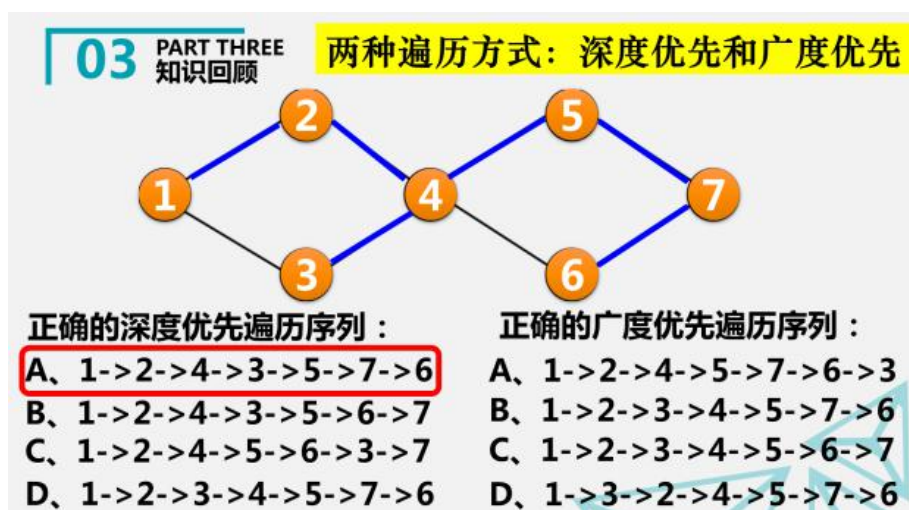 03 PART THREE
知识回顾
两种遍历方式：深度优先和广度优先
2
5
1
4
7
3
6
正确的深度优先遍历序列：
A、1->2->4->3->5->7->6
B、1->2->4->3->5->6->7
C、1->2->4->5->6->3->7
D、1->2->3->4->5->7->6
正确的广度优先遍历序列：
A、1->2->4->5->7->6->3
B、1->2->3->4->5->7->6
C、1->2->3->4->5->6->7
D、1->3->2->4->5->7->6